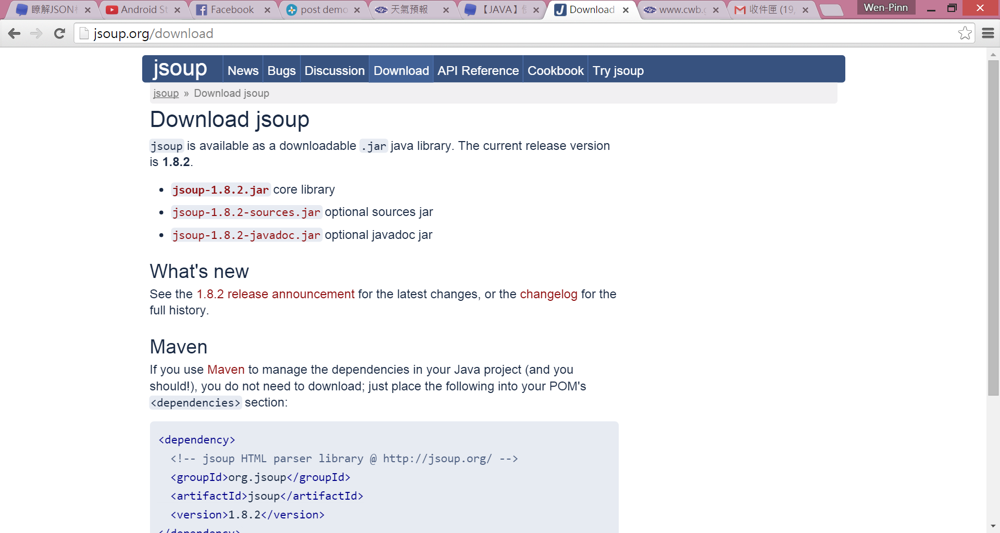 瞭解JSON Android St Facebook post demo 天氣預報 【JAVA】 Download www.cwb. 收件匣 (19, Wen-Pinn
jsoup.org/download
jsoup News Bugs Discussion Download API Reference Cookbook Try jsoup
jsoup » Download jsoup
Download jsoup
jsoup is available as a downloadable .jar java library. The current release version
is 1.8.2.
• jsoup-1.8.2.jar core library
• jsoup-1.8.2-sources.jar optional sources jar
• jsoup-1.8.2-javadoc.jar optional javadoc jar
What's new
See the 1.8.2 release announcement for the latest changes, or the changelog for the
full history.
Maven
If you use Maven to manage the dependencies in your Java project (and you
should!), you do not need to download; just place the following into your POM's
<dependencies> section:
<dependency>
<!-- jsoup HTML parser library @ http://jsoup.org/ -->
<groupId>org.jsoup</groupId>
<artifactId>jsoup</artifactId>
<version>1.8.2</version>
</dependency>